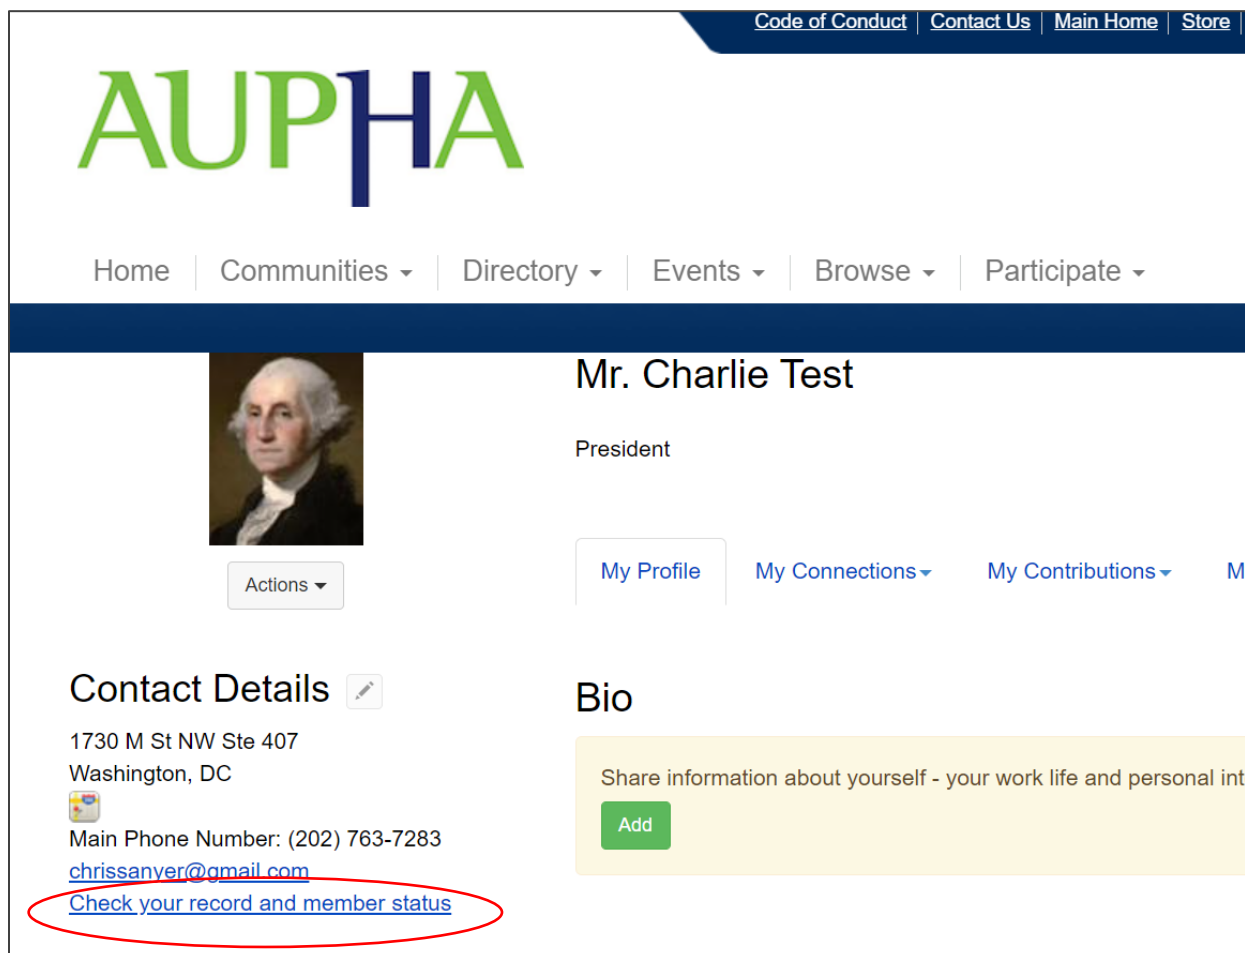 Code of Conduct | Contact Us | Main Home | Store |
AUPHA
Home Communities Directory Events Browse Participate
Mr. Charlie Test
President
Actions
My Profile My Connections My Contributions M
Contact Details
Bio
1730 M St NW Ste 407
Washington, DC
Main Phone Number: (202) 763-7283
chrissanyer@gmail.com
Check your record and member status
Share information about yourself - your work life and personal int
Add